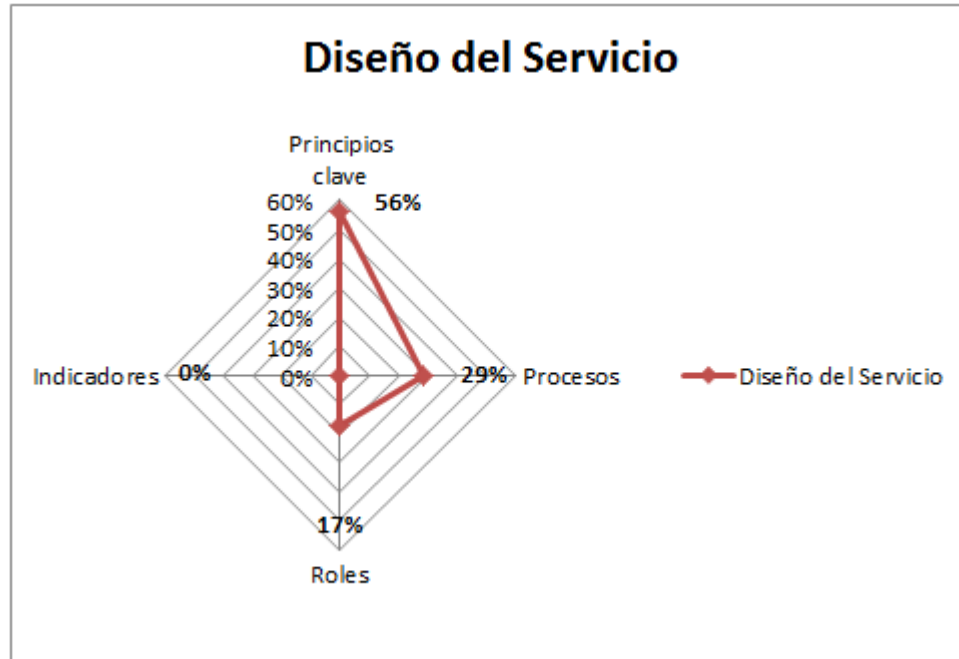 Diseño del Servicio
Principios
clave
60%
56%
50%
40%
30%
20%
10%
0%
Indicadores
0%
29%
Procesos
Diseño del Servicio
17%
Roles